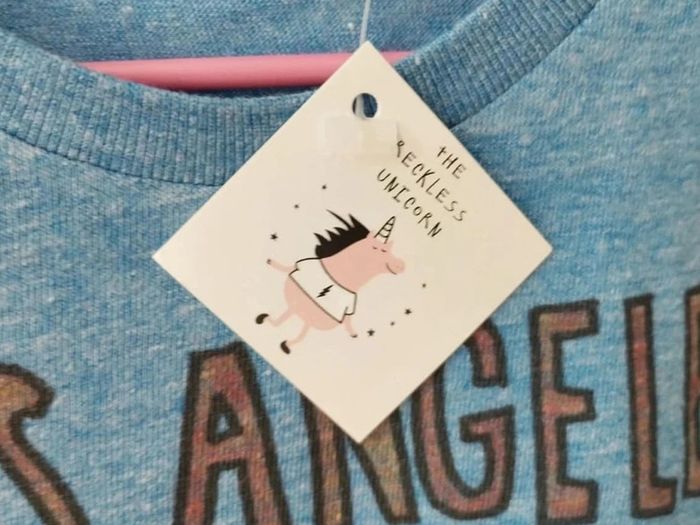 THE
RECKLESS
UNICORN
S ANGEL